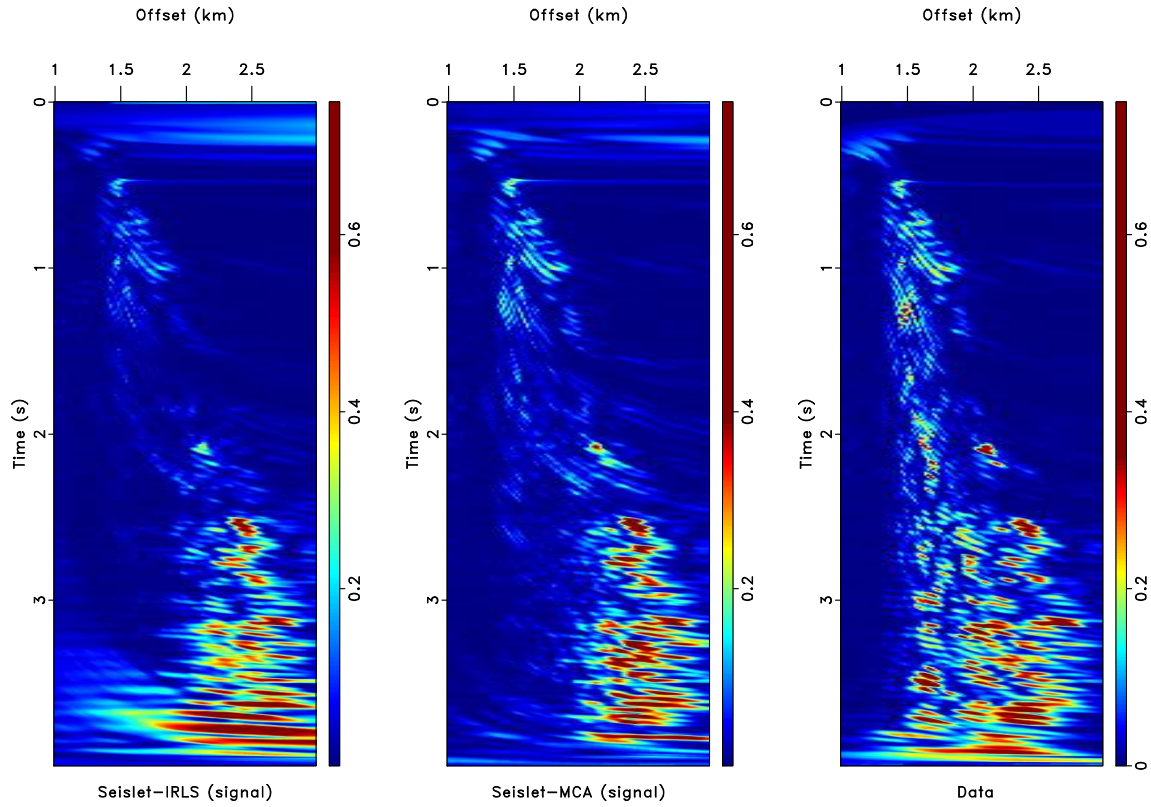 Offset (km) Offset (km) Offset (km)
1 1.5 2 2.5 1 1.5 2 2.5 1 1.5 2 2.5
0 0 0
0.6 0.6 0.6
1 1 1
0.4 0.4 0.4
Time (s) Time (s) Time (s)
2 2 2
0.2 0.2 0.2
3 3 3
0
Seislet-IRLS (signal) Seislet-MCA (signal) Data